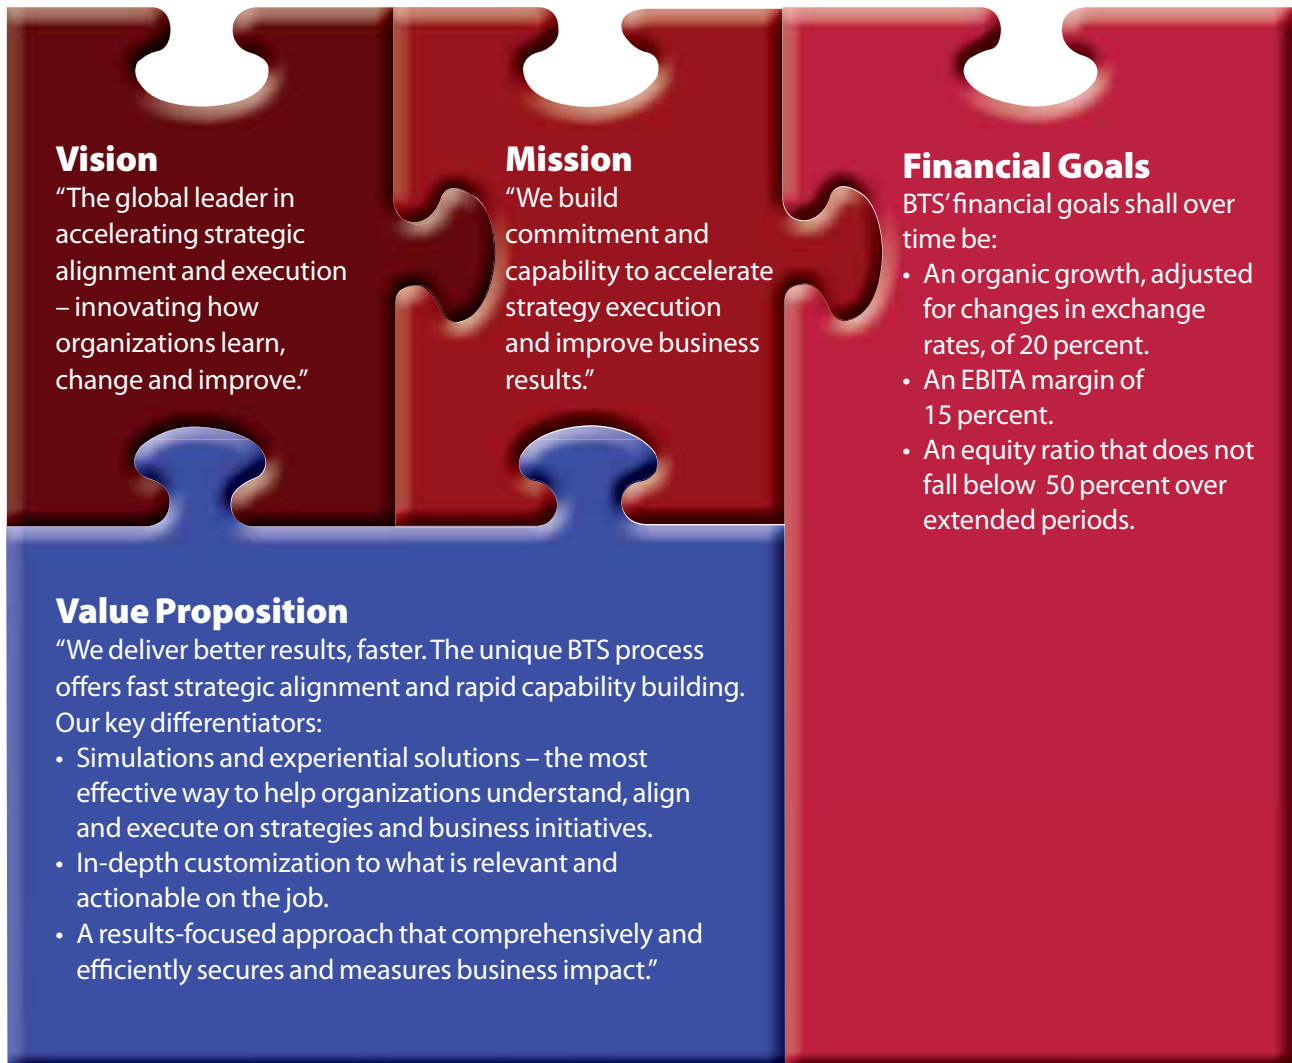 Vision
“The global leader in
accelerating strategic
alignment and execution
– innovating how
organizations learn,
change and improve.”
Mission
“We build
commitment and
capability to accelerate
strategy execution
and improve business
results.”
Financial Goals
BTS’ financial goals shall over
time be:
• An organic growth, adjusted
for changes in exchange
rates, of 20 percent.
• An EBITA margin of
15 percent.
• An equity ratio that does not
fall below 50 percent over
extended periods.
Value Proposition
“We deliver better results, faster. The unique BTS process
offers fast strategic alignment and rapid capability building.
Our key differentiators:
• Simulations and experiential solutions – the most
effective way to help organizations understand, align
and execute on strategies and business initiatives.
• In-depth customization to what is relevant and
actionable on the job.
• A results-focused approach that comprehensively and
efficiently secures and measures business impact.”